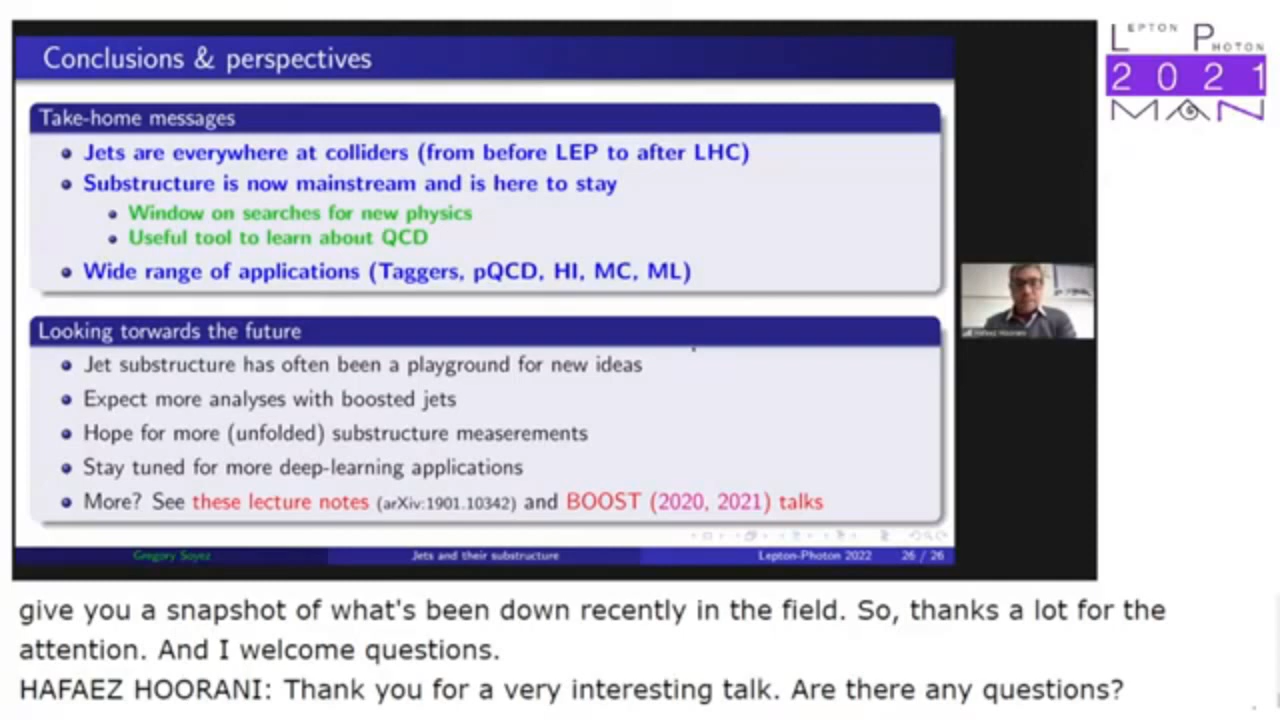 Conclusions & perspectives
Take-home messages
Jets are everywhere at colliders (from before LEP to after LHC)
Substructure is now mainstream and is here to stay
Window on searches for new physics
Useful tool to learn about QCD
Wide range of applications (Taggers, pQCD, HI, MC, ML)
Looking torwards the future
Jet substructure has often been a playground for new ideas
Expect more analyses with boosted jets
Hope for more (unfolded) substructure measerements
Stay tuned for more deep-learning applications
More? See these lecture notes (arXiv:1901.10342) and BOOST (2020, 2021) talks
Gregory Soyez
Jets and their substructure
Lepton-Photon 2022
26 / 26
LEPTON PHOTON
2021
MAN
Hafaez Hoorani
give you a snapshot of what's been down recently in the field. So, thanks a lot for the
attention. And I welcome questions.
HAFAEZ HOORANI: Thank you for a very interesting talk. Are there any questions?